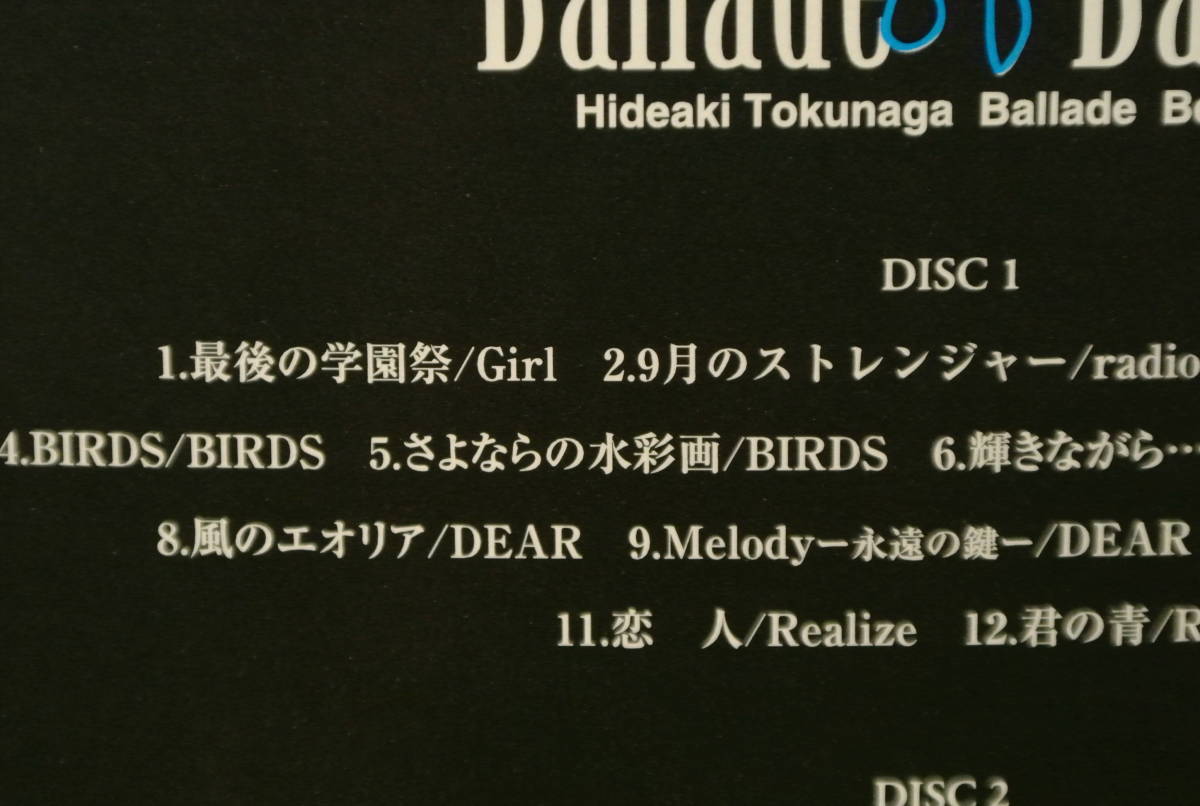 Ballade of Ba
Hideaki Tokunaga Ballade Be
DISC 1
1.最後の学園祭/Girl 2.9月のストレンジャー/radio
4.BIRDS/BIRDS 5.さよならの水彩画/BIRDS 6.輝きながら…
8.風のエオリア/DEAR 9.Melodyー永遠の鍵ー/DEAR
11.恋 人/Realize 12.君の青/R
DISC 2